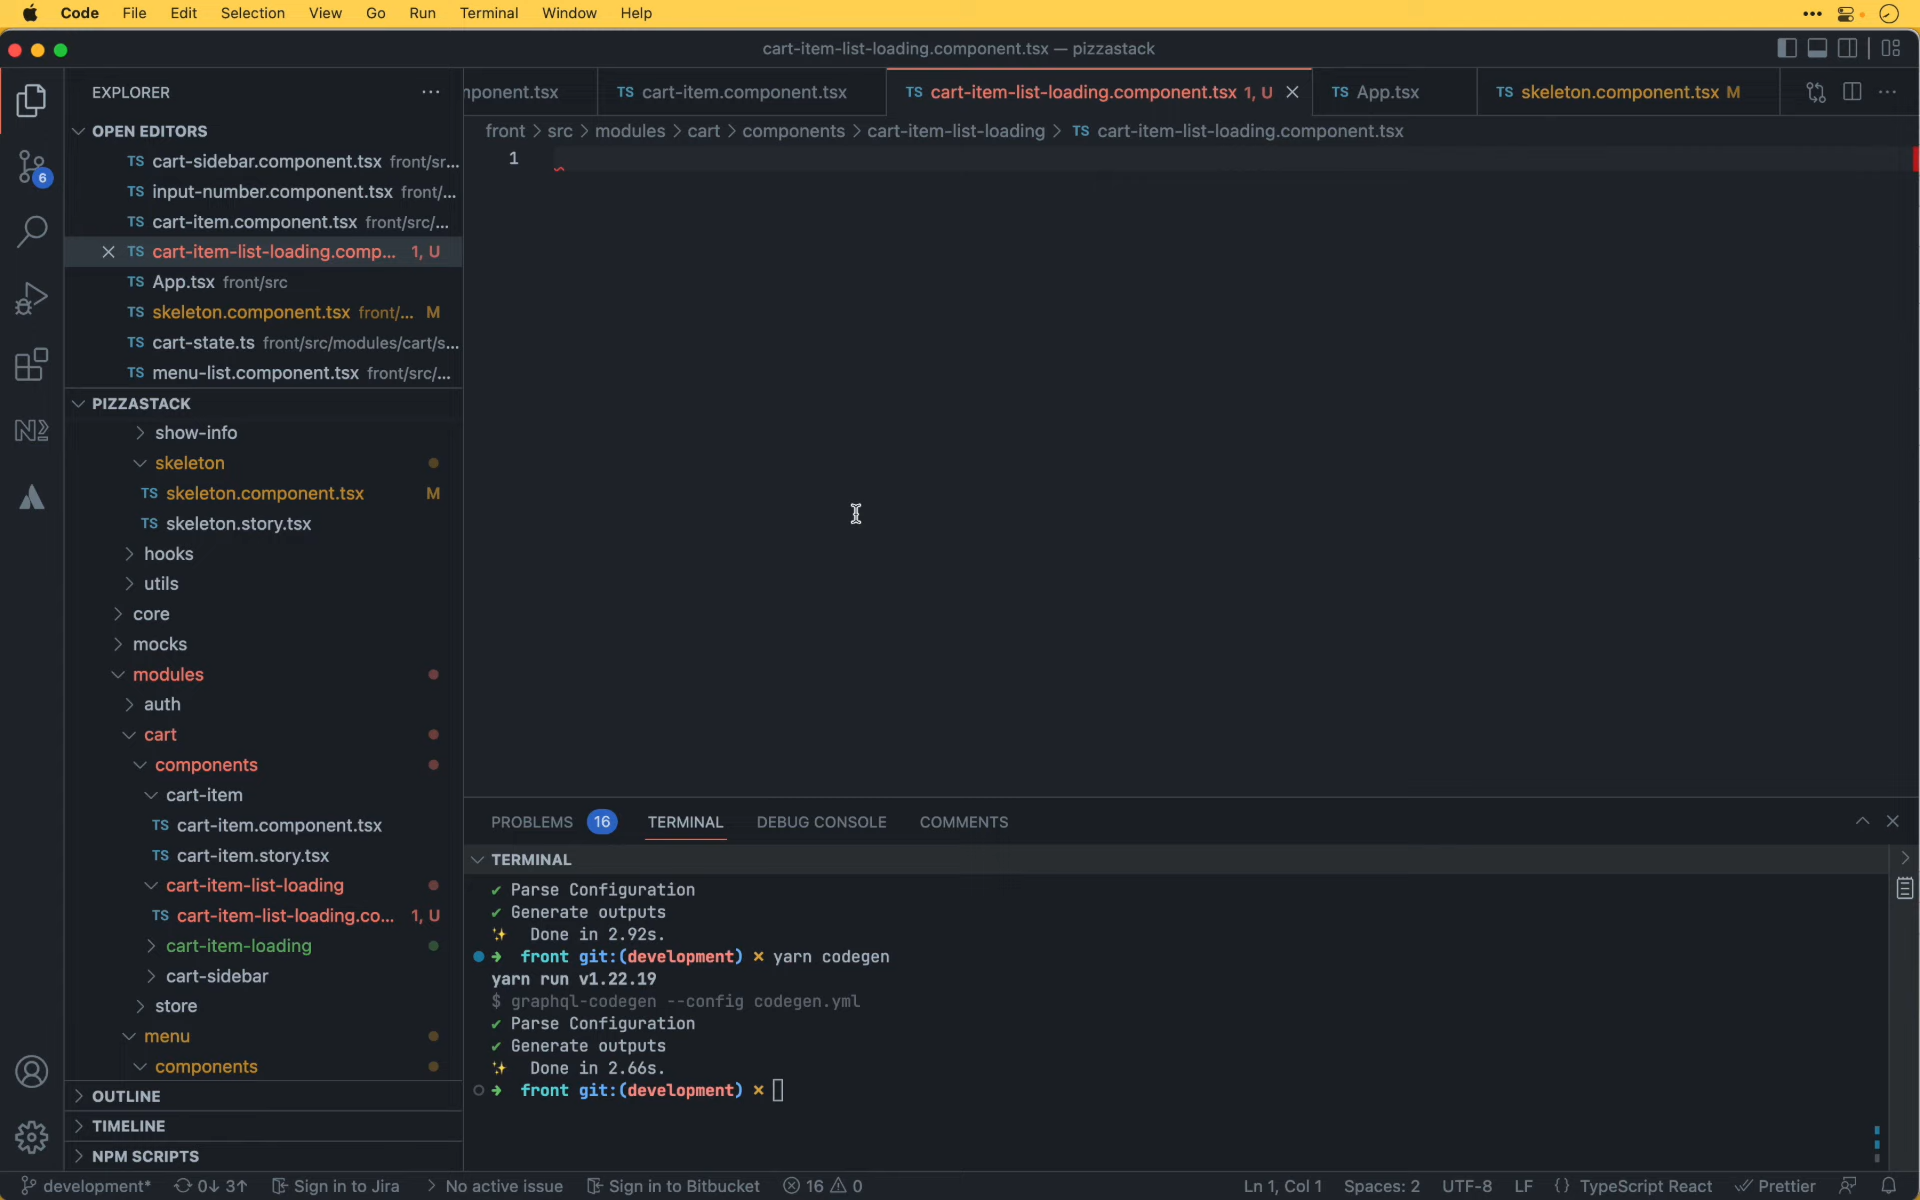 Code File Edit Selection View Go Run Terminal Window Help
cart-item-list-loading.component.tsx — pizzastack
EXPLORER
nponent.tsx
TS cart-item.component.tsx
TS cart-item-list-loading.component.tsx 1, U
TS App.tsx
TS skeleton.component.tsx M
OPEN EDITORS
front > src > modules > cart > components > cart-item-list-loading > TS cart-item-list-loading.component.tsx
1
TS cart-sidebar.component.tsx front/sr...
TS input-number.component.tsx front/...
TS cart-item.component.tsx front/src/...
TS cart-item-list-loading.comp... 1, U
TS App.tsx front/src
TS skeleton.component.tsx front/... M
TS cart-state.ts front/src/modules/cart/s...
TS menu-list.component.tsx front/src/...
6
PIZZASTACK
show-info
skeleton
TS skeleton.component.tsx M
TS skeleton.story.tsx
hooks
utils
core
mocks
modules
auth
cart
components
cart-item
TS cart-item.component.tsx
TS cart-item.story.tsx
cart-item-list-loading
TS cart-item-list-loading.co... 1, U
cart-item-loading
cart-sidebar
store
menu
components
OUTLINE
TIMELINE
NPM SCRIPTS
PROBLEMS 16 TERMINAL DEBUG CONSOLE COMMENTS
TERMINAL
✔ Parse Configuration
✔ Generate outputs
✨ Done in 2.92s.
➜ front git:(development) × yarn codegen
yarn run v1.22.19
$ graphql-codegen --config codegen.yml
✔ Parse Configuration
✔ Generate outputs
✨ Done in 2.66s.
➜ front git:(development) ×
development* 0↓ 3↑ Sign in to Jira > No active issue Sign in to Bitbucket 16 0 Ln 1, Col 1 Spaces: 2 UTF-8 LF {} TypeScript React Prettier